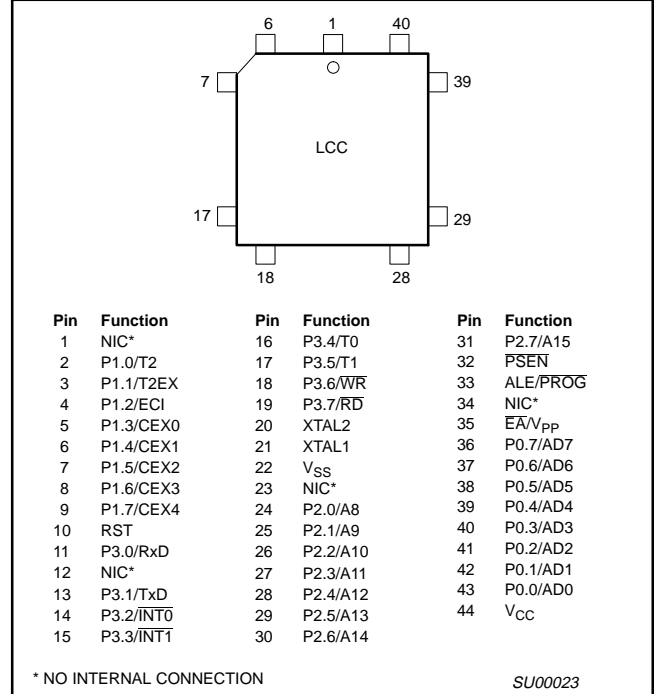 6 1 40
7 39
LCC
17 29
18 28
Pin Function Pin Function Pin Function
1 NIC* 16 P3.4/T0 31 P2.7/A15
2 P1.0/T2 17 P3.5/T1 32 P̅S̅E̅N̅
3 P1.1/T2EX 18 P3.6/W̅R̅ 33 ALE/P̅R̅O̅G̅
4 P1.2/ECI 19 P3.7/R̅D̅ 34 NIC*
5 P1.3/CEX0 20 XTAL2 35 E̅A̅/VPP
6 P1.4/CEX1 21 XTAL1 36 P0.7/AD7
7 P1.5/CEX2 22 VSS 37 P0.6/AD6
8 P1.6/CEX3 23 NIC* 38 P0.5/AD5
9 P1.7/CEX4 24 P2.0/A8 39 P0.4/AD4
10 RST 25 P2.1/A9 40 P0.3/AD3
11 P3.0/RxD 26 P2.2/A10 41 P0.2/AD2
12 NIC* 27 P2.3/A11 42 P0.1/AD1
13 P3.1/TxD 28 P2.4/A12 43 P0.0/AD0
14 P3.2/I̅N̅T̅0̅ 29 P2.5/A13 44 VCC
15 P3.3/I̅N̅T̅1̅ 30 P2.6/A14
* NO INTERNAL CONNECTION SU00023